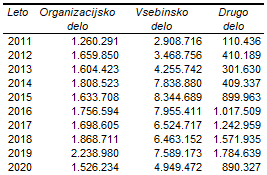 Leto Organizacijsko Vsebinsko Drugo
delo delo delo
2011 1.260.291 2.908.716 110.436
2012 1.659.850 3.468.756 410.189
2013 1.604.423 4.255.742 301.630
2014 1.808.523 7.838.880 409.337
2015 1.633.708 8.344.689 899.963
2016 1.756.594 7.955.411 1.017.509
2017 1.698.605 6.524.717 1.242.959
2018 1.868.711 6.463.152 1.571.935
2019 2.238.980 7.589.173 1.784.639
2020 1.526.234 4.949.472 890.327